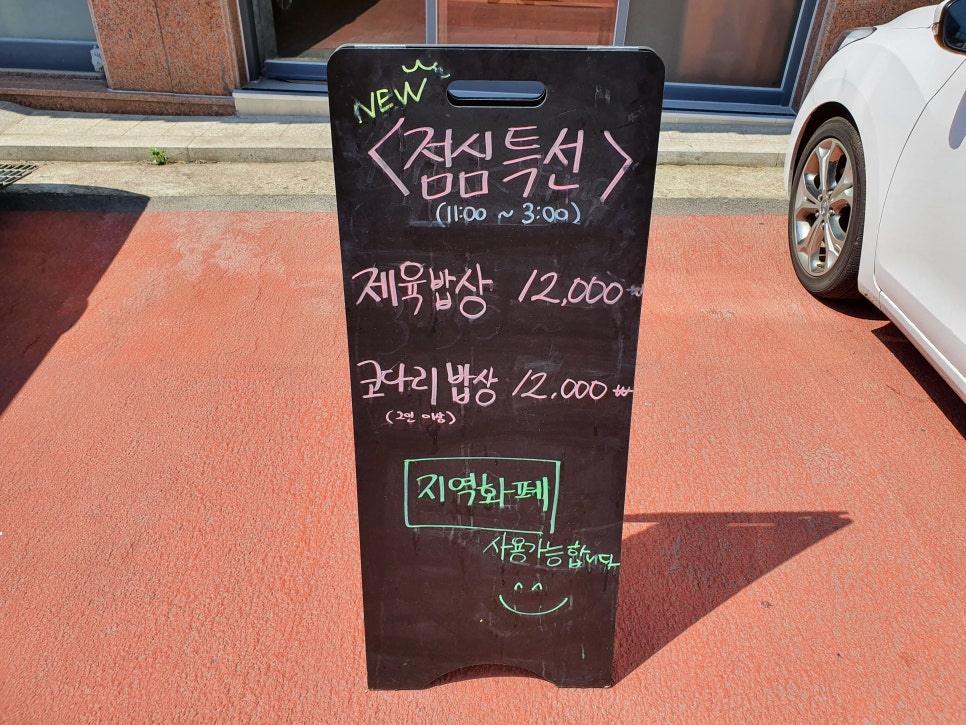 NEW
<점심특선>
(11:00 ~ 3:00)
제육밥상 12,000₩
코다리밥상 12,000₩
(2인 이상)
지역화폐
사용가능합니다